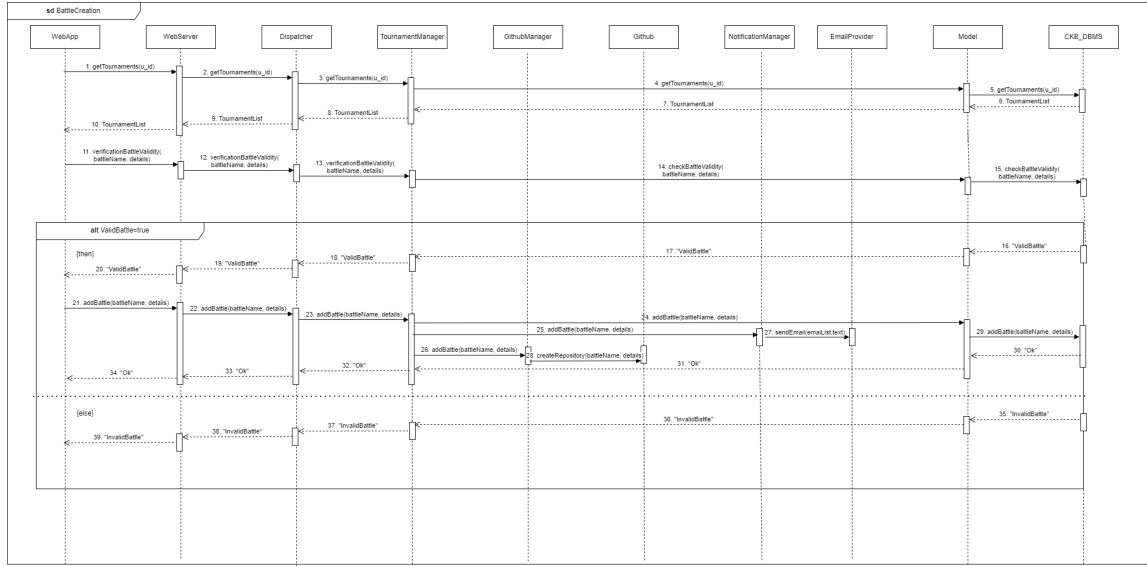 sd BattleCreation
WebApp
WebServer
Dispatcher
TournamentManager
GithubManager
Github
NotificationManager
EmailProvider
Model
CKB_DBMS
1. getTournaments(u_id)
2. getTournaments(u_id)
3. getTournaments(u_id)
4. getTournaments(u_id)
5. getTournaments(u_id)
6. TournamentList
7. TournamentList
8. TournamentList
9. TournamentList
10. TournamentList
11. verificationBattleValidity(
battleName, details)
12. verificationBattleValidity(
battleName, details)
13. verificationBattleValidity(
battleName, details)
14. checkBattleValidity(
battleName, details)
15. checkBattleValidity(
battleName, details)
alt ValidBattle=true
[then]
16. "ValidBattle"
17. "ValidBattle"
18. "ValidBattle"
19. "ValidBattle"
20. "ValidBattle"
21. addBattle(battleName, details)
22. addBattle(battleName, details)
23. addBattle(battleName, details)
24. addBattle(battleName, details)
25. addBattle(battleName, details)
27. sendEmail(emailList,text)
29. addBattle(battleName, details)
26. addBattle(battleName, details)
28. createRepository(battleName, details)
30. "Ok"
31. "Ok"
32. "Ok"
33. "Ok"
34. "Ok"
[else]
35. "InvalidBattle"
36. "InvalidBattle"
37. "InvalidBattle"
38. "InvalidBattle"
39. "InvalidBattle"